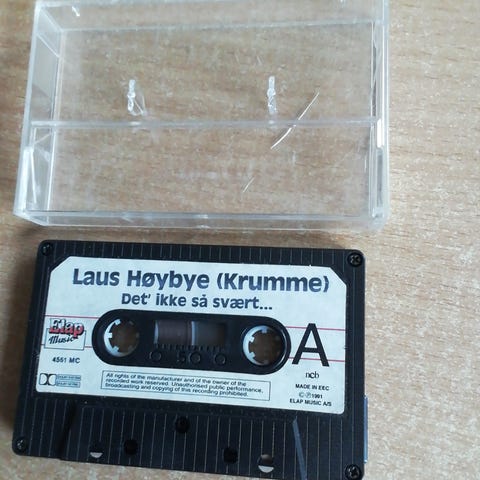 Laus Høybye (Krumme)
Det' ikke så svært...
Elap
Music
4551 MC
A
50
ncb
MADE IN EEC
©℗1991
ELAP MUSIC A/S
All rights of the manufacturer and of the owner of the
recorded work reserved. Unauthorised public performance,
broadcasting and copying of this recording prohibited.